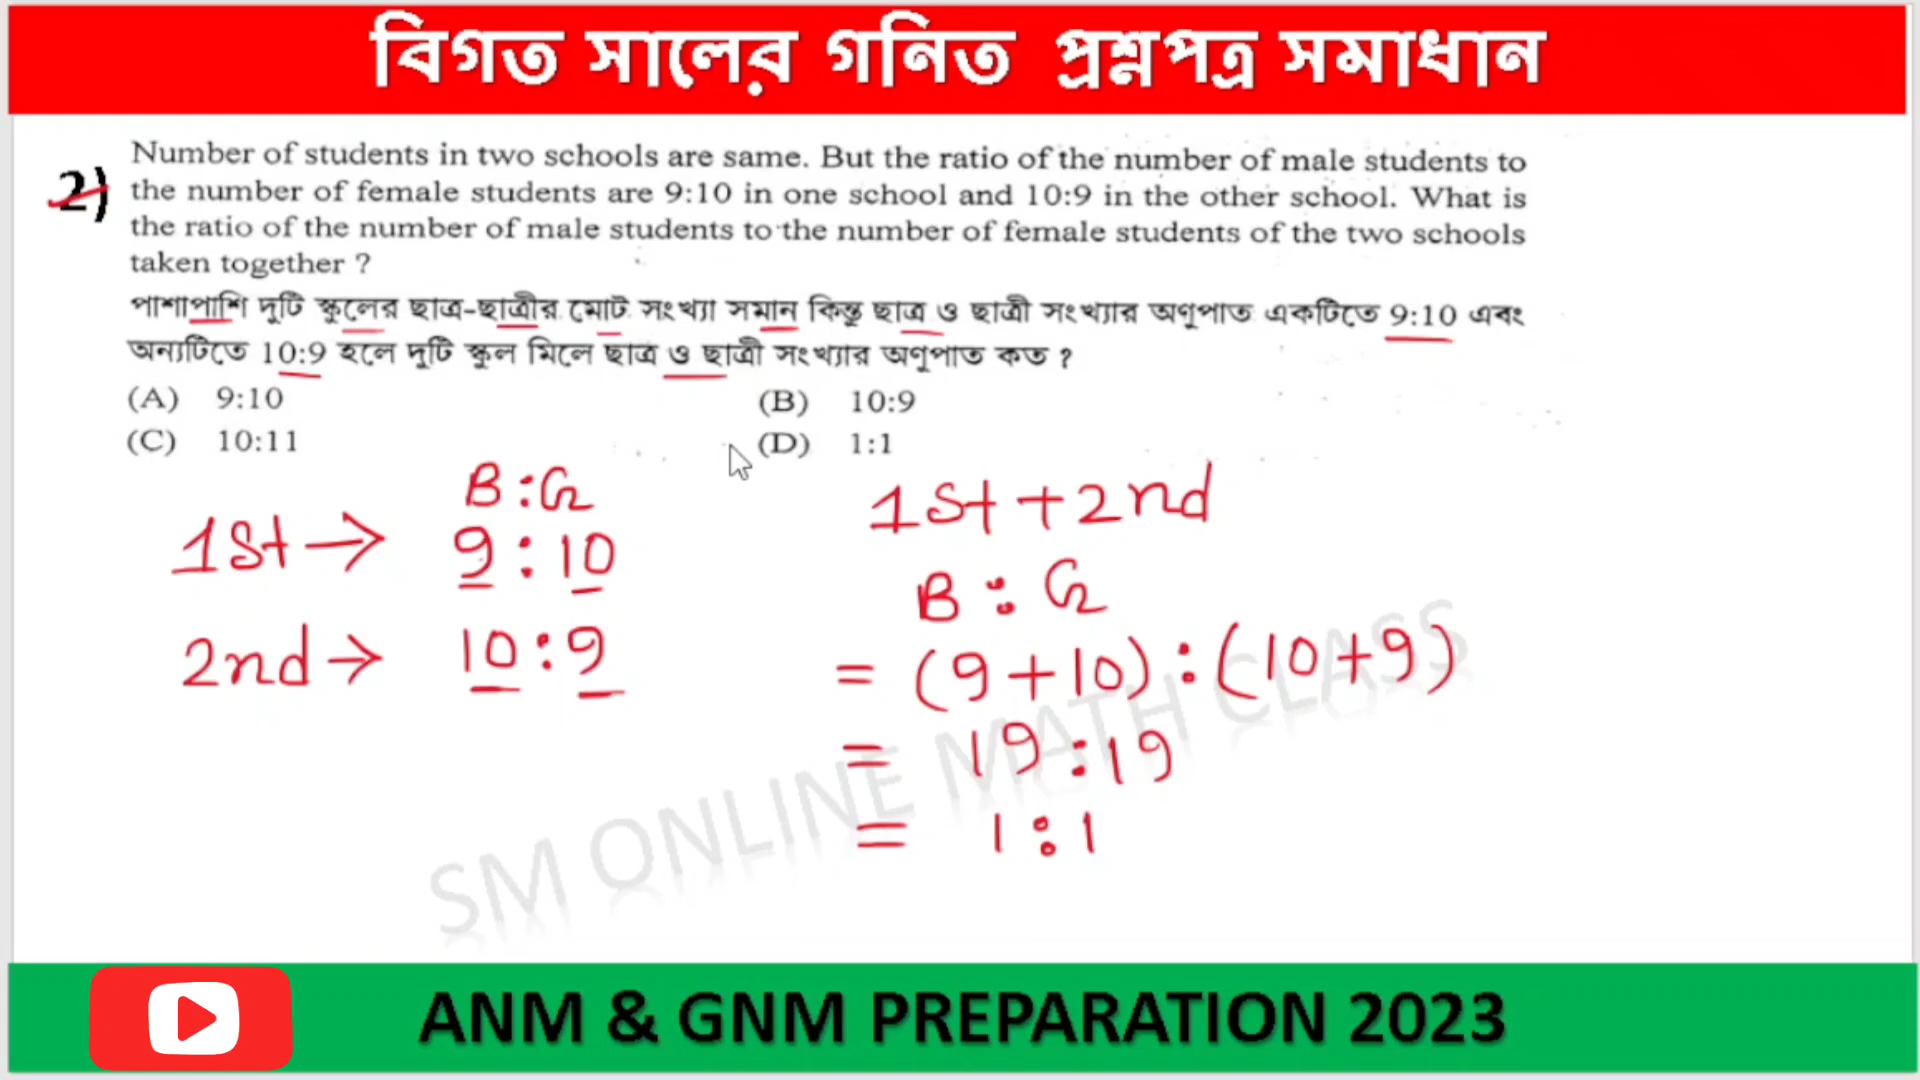 বিগত সালের গনিত প্রশ্নপত্র সমাধান
2)
Number of students in two schools are same. But the ratio of the number of male students to
the number of female students are 9:10 in one school and 10:9 in the other school. What is
the ratio of the number of male students to the number of female students of the two schools
taken together ?
পাশাপাশি দুটি স্কুলের ছাত্র-ছাত্রীর মোট সংখ্যা সমান কিন্তু ছাত্র ও ছাত্রী সংখ্যার অণুপাত একটিতে 9:10 এবং
অন্যটিতে 10:9 হলে দুটি স্কুল মিলে ছাত্র ও ছাত্রী সংখ্যার অণুপাত কত ?
(A) 9:10 (B) 10:9
(C) 10:11 (D) 1:1
B:G
1st→ 9:10
2nd→ 10:9
1st+2nd
B:G
=(9+10):(10+9)
= 19:19
= 1:1
SM ONLINE MATH CLASS
ANM & GNM PREPARATION 2023